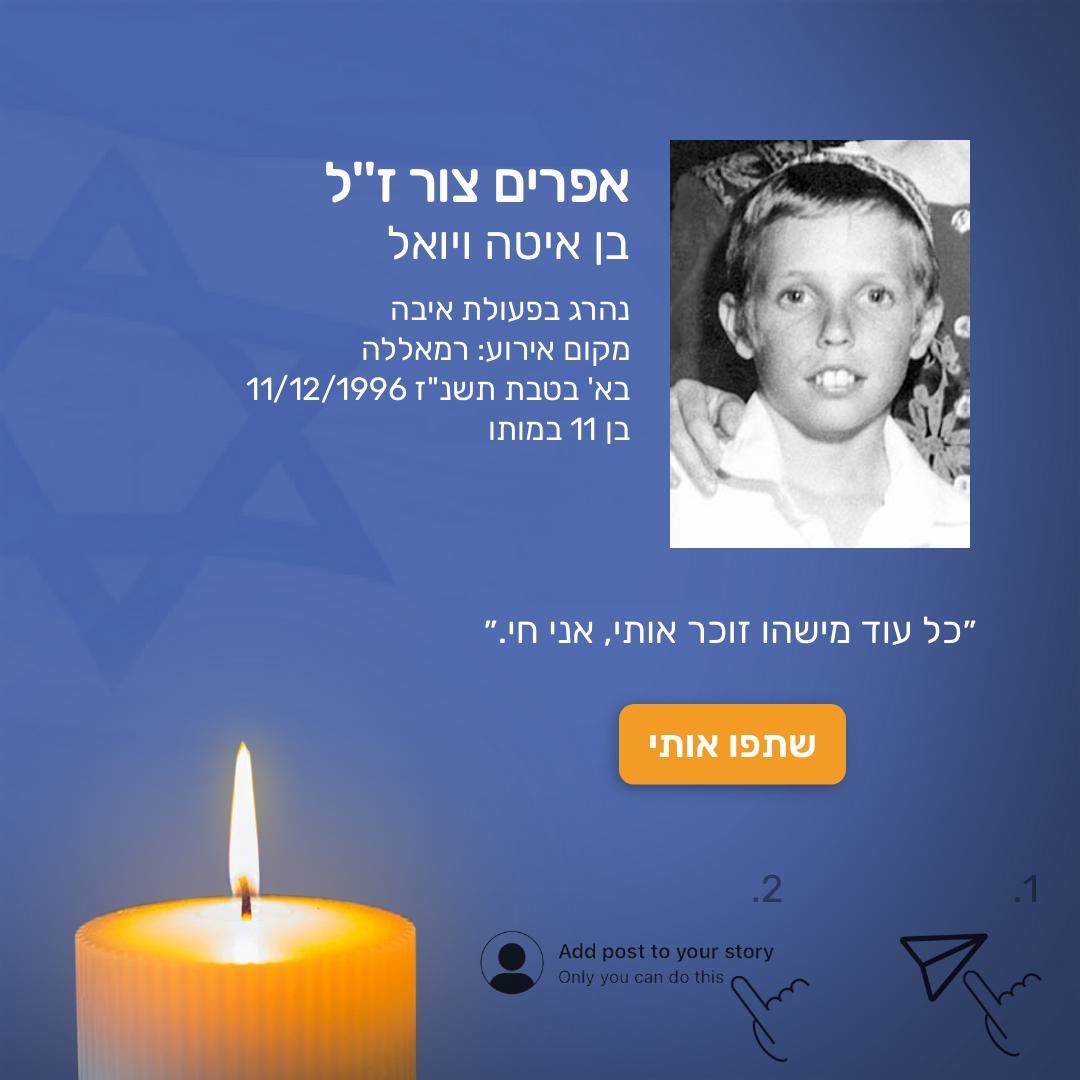 אפרים צור ז"ל
בן איטה ויואל
נהרג בפעולת איבה
מקום אירוע: רמאללה
בא' בטבת תשנ"ז 11/12/1996
בן 11 במותו
״כל עוד מישהו זוכר אותי, אני חי.״
שתפו אותי
1.
2.
Add post to your story
Only you can do this